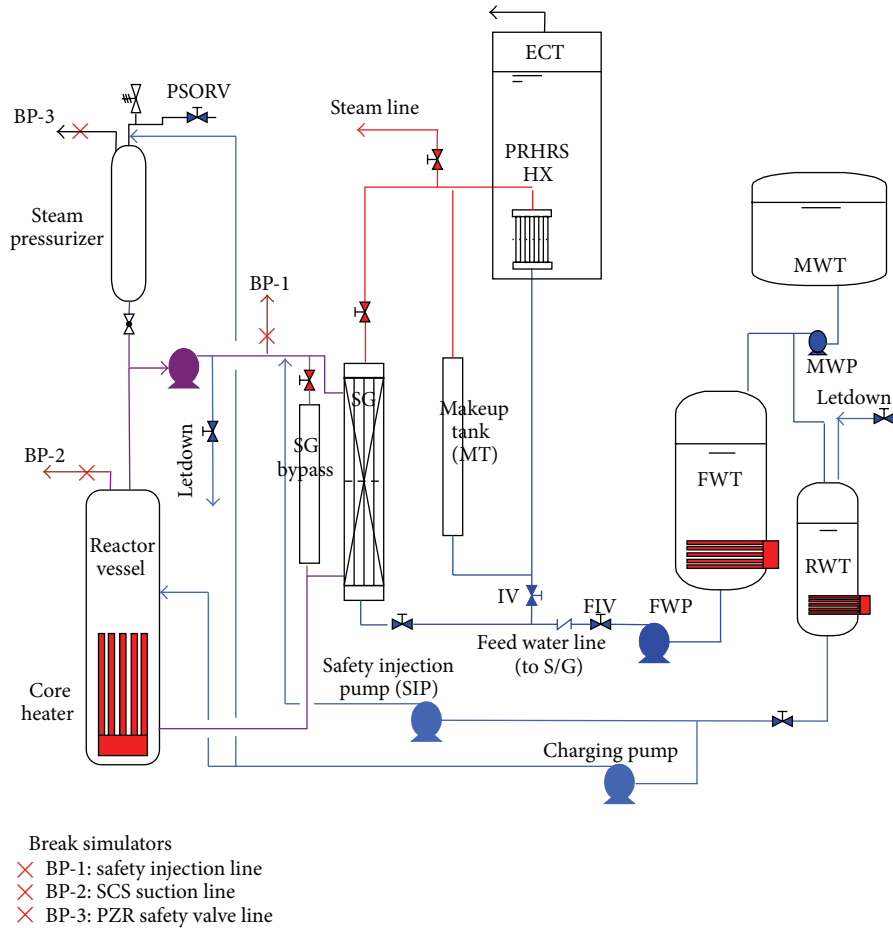 ECT
PSORV
BP-3
Steam line
PRHRS
HX
Steam
pressurizer
MWT
BP-1
MWP
Letdown
SG
Makeup
tank
(MT)
SG
bypass
Letdown
BP-2
FWT
Reactor
vessel
RWT
IV
FIV
FWP
Feed water line
(to S/G)
Safety injection
pump (SIP)
Core
heater
Charging pump
Break simulators
BP-1: safety injection line
BP-2: SCS suction line
BP-3: PZR safety valve line